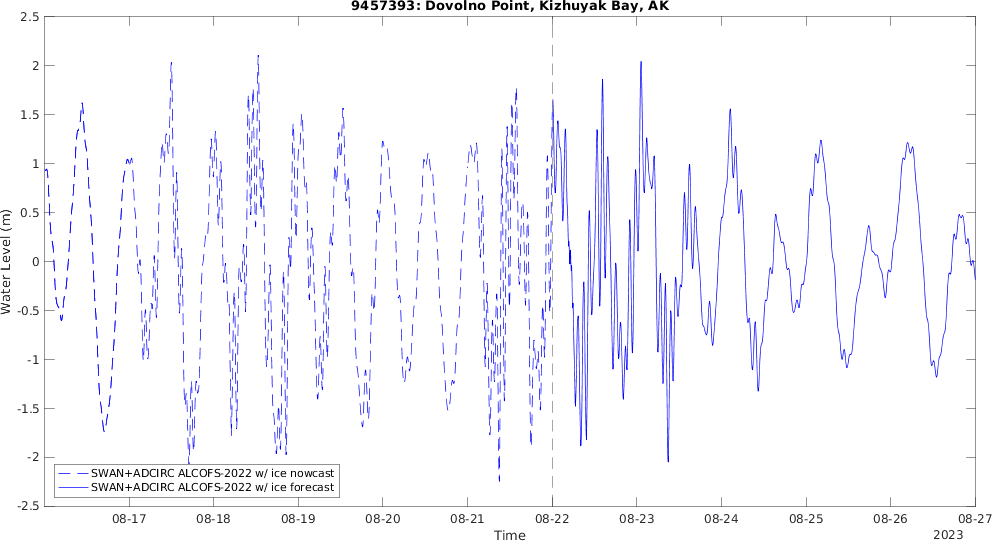 9457393: Dovolno Point, Kizhuyak Bay, AK
2.5
2
1.5
1
0.5
0
-0.5
-1
-1.5
-2
-2.5
Water Level (m)
SWAN+ADCIRC ALCOFS-2022 w/ ice nowcast
SWAN+ADCIRC ALCOFS-2022 w/ ice forecast
08-17 08-18 08-19 08-20 08-21 08-22 08-23 08-24 08-25 08-26 08-27
Time
2023